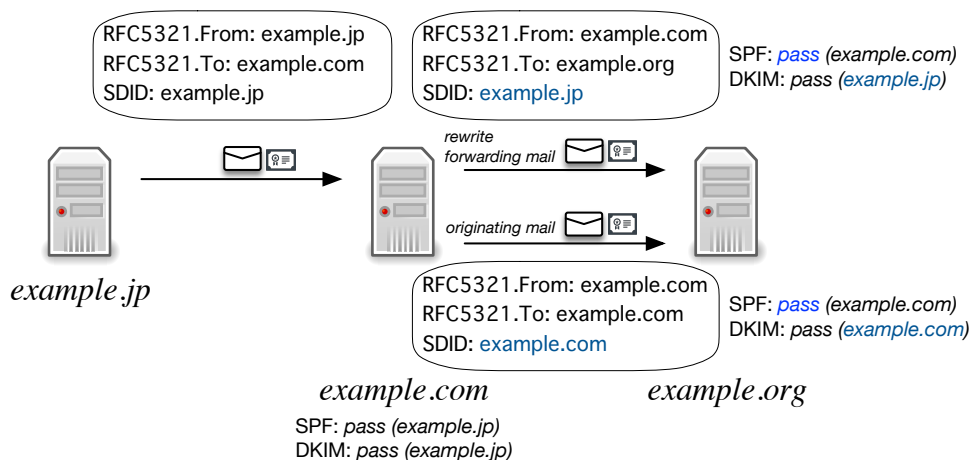 RFC5321.From: example.jp
RFC5321.To: example.com
SDID: example.jp
RFC5321.From: example.com
RFC5321.To: example.org
SDID: example.jp
SPF: pass (example.com)
DKIM: pass (example.jp)
rewrite
forwarding mail
originating mail
example.jp
RFC5321.From: example.com
RFC5321.To: example.com
SDID: example.com
SPF: pass (example.com)
DKIM: pass (example.com)
example.com
example.org
SPF: pass (example.jp)
DKIM: pass (example.jp)